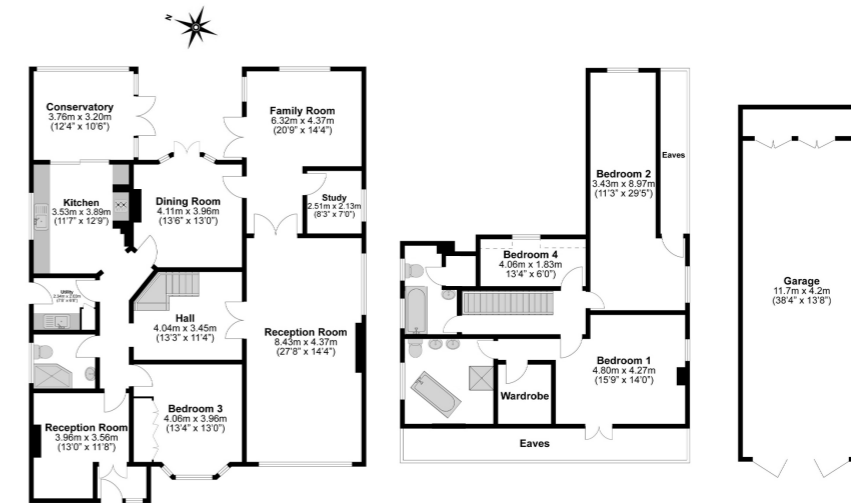 N
Conservatory
3.76m x 3.20m
(12'4" x 10'6")
Family Room
6.32m x 4.37m
(20'9" x 14'4")
Kitchen
3.53m x 3.89m
(11'7" x 12'9")
Dining Room
4.11m x 3.96m
(13'6" x 13'0")
Study
2.51m x 2.13m
(8'3" x 7'0")
Utility
Hall
4.04m x 3.45m
(13'3" x 11'4")
Reception Room
8.43m x 4.37m
(27'8" x 14'4")
Reception Room
3.96m x 3.56m
(13'0" x 11'8")
Bedroom 3
4.06m x 3.96m
(13'4" x 13'0")
Bedroom 2
3.43m x 8.97m
(11'3" x 29'5")
Eaves
Bedroom 4
4.06m x 1.83m
13'4" x 6'0")
Bedroom 1
4.80m x 4.27m
(15'9" x 14'0")
Wardrobe
Eaves
Garage
11.7m x 4.2m
(38'4" x 13'8")